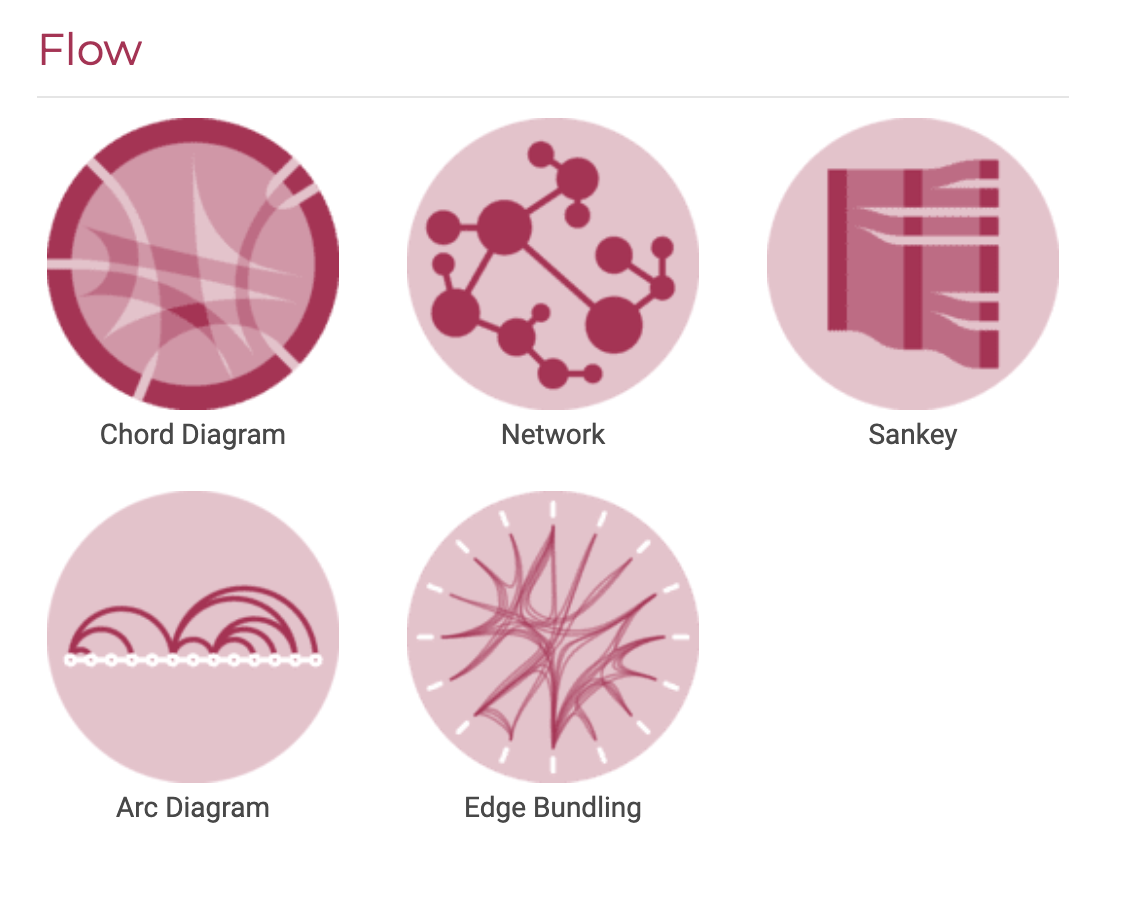 Flow
Chord Diagram
Network
Sankey
Arc Diagram
Edge Bundling